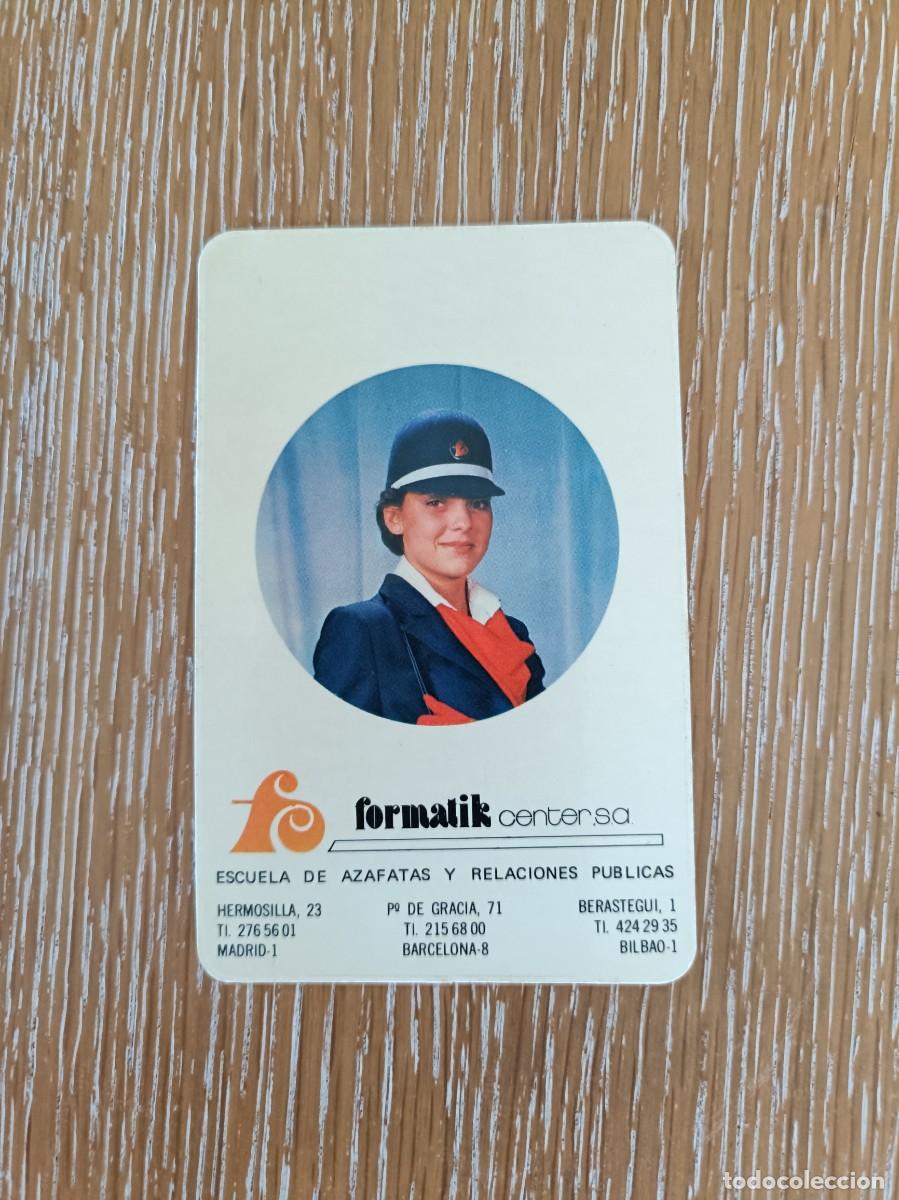 formatik center,s.a.
ESCUELA DE AZAFATAS Y RELACIONES PUBLICAS
HERMOSILLA, 23
Tl. 276 56 01
MADRID-1
Pº DE GRACIA, 71
Tl. 215 68 00
BARCELONA-8
BERASTEGUI, 1
Tl. 424 29 35
BILBAO-1
todocoleccion